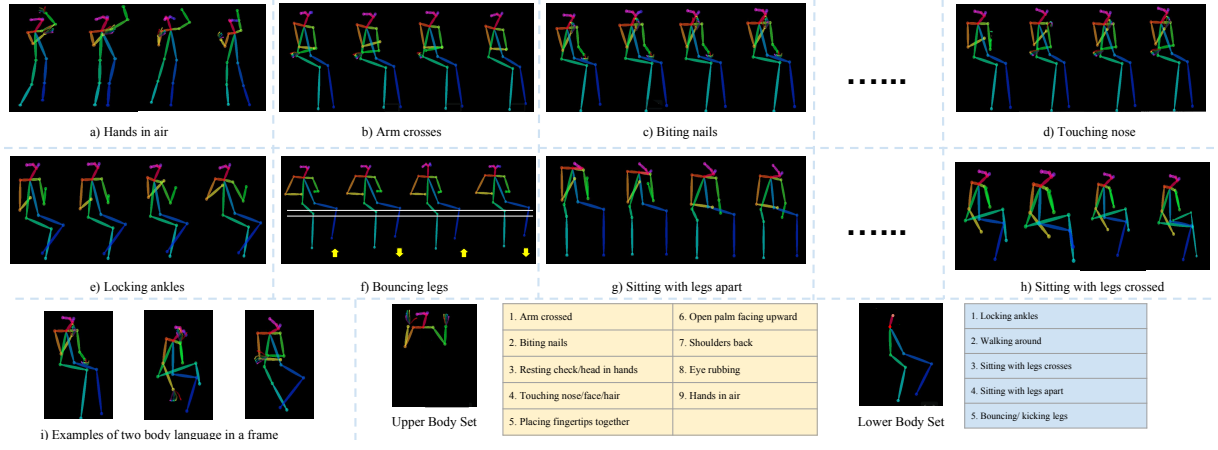 a) Hands in air
b) Arm crosses
c) Biting nails
......
d) Touching nose
e) Locking ankles
f) Bouncing legs
g) Sitting with legs apart
......
h) Sitting with legs crossed
i) Examples of two body language in a frame
Upper Body Set
1. Arm crossed
6. Open palm facing upward
2. Biting nails
7. Shoulders back
3. Resting check/head in hands
8. Eye rubbing
4. Touching nose/face/hair
9. Hands in air
5. Placing fingertips together
Lower Body Set
1. Locking ankles
2. Walking around
3. Sitting with legs crosses
4. Sitting with legs apart
5. Bouncing/ kicking legs